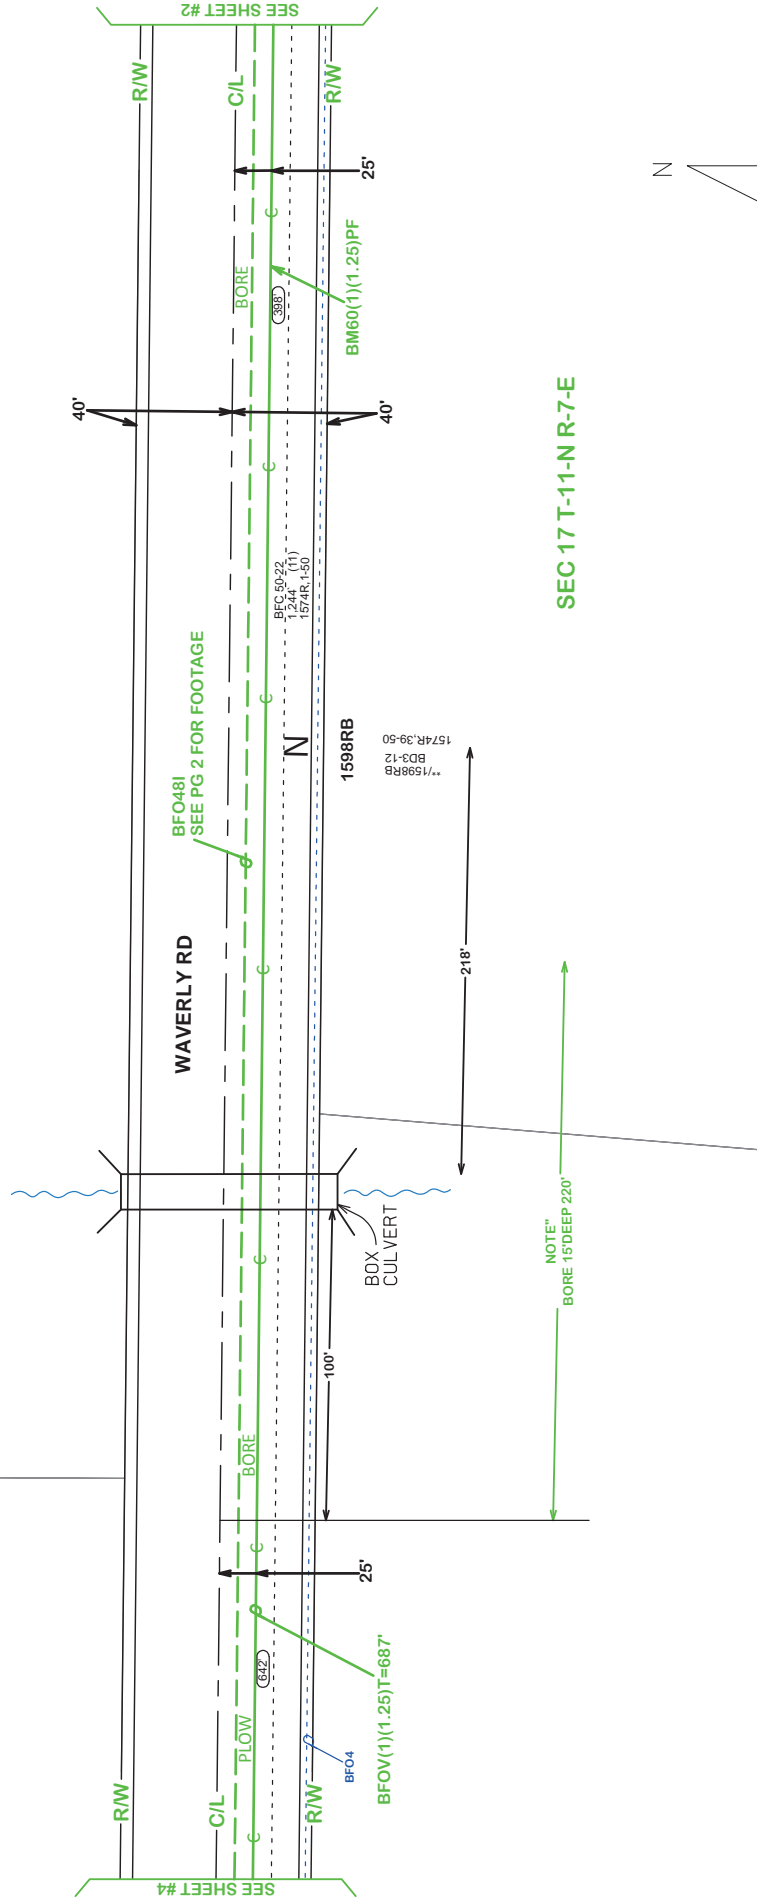 SEE SHEET #2
R/W
C/L
R/W
25'
N
BORE
398'
BM60(1)(1.25)PF
C
40'
40'
C
SEC 17 T-11-N R-7-E
BFC 50-22
1,244' (11)
1574R,1-50
BFO48I
SEE PG 2 FOR FOOTAGE
C
N
1598RB
**/1598RB
BD3-12
1574R,39-50
WAVERLY RD
C
218'
BOX
CULVERT
C
NOTE"
BORE 15'DEEP 220'
100'
BORE
C
25'
642'
BFOV(1)(1.25)T=687'
PLOW
BFO4
R/W
C/L
R/W
C
SEE SHEET #4